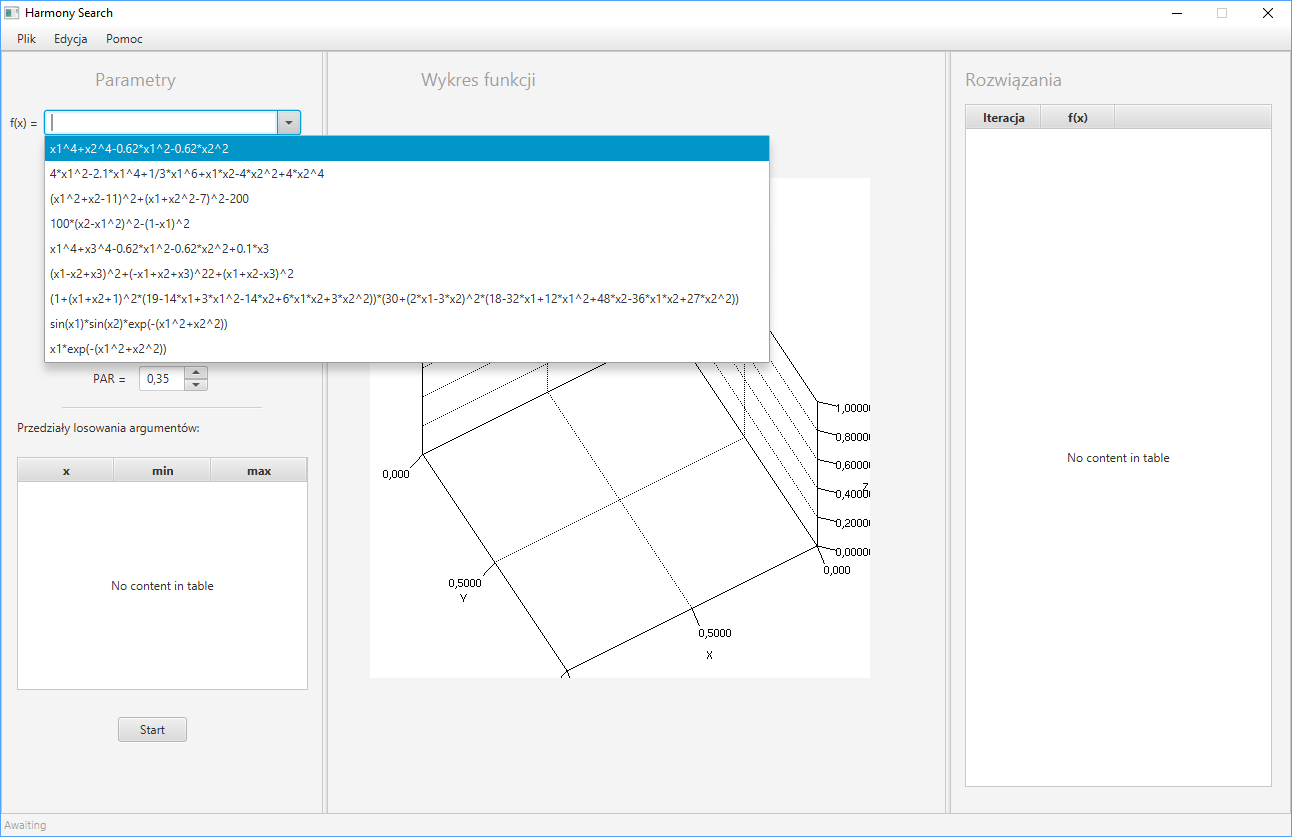 Harmony Search
Plik Edycja Pomoc
Parametry
f(x) =
x1^4+x2^4-0.62*x1^2-0.62*x2^2
4*x1^2-2.1*x1^4+1/3*x1^6+x1*x2-4*x2^2+4*x2^4
(x1^2+x2-11)^2+(x1+x2^2-7)^2-200
100*(x2-x1^2)^2-(1-x1)^2
x1^4+x3^4-0.62*x1^2-0.62*x2^2+0.1*x3
(x1-x2+x3)^2+(-x1+x2+x3)^22+(x1+x2-x3)^2
(1+(x1+x2+1)^2*(19-14*x1+3*x1^2-14*x2+6*x1*x2+3*x2^2))*(30+(2*x1-3*x2)^2*(18-32*x1+12*x1^2+48*x2-36*x1*x2+27*x2^2))
sin(x1)*sin(x2)*exp(-(x1^2+x2^2))
x1*exp(-(x1^2+x2^2))
PAR = 0,35
Przedziały losowania argumentów:
x min max
No content in table
Start
Wykres funkcji
1,0000
0,8000
0,6000
Z
0,4000
0,2000
0,0000
0,000
0,000
0,5000
Y
0,5000
X
Rozwiązania
Iteracja f(x)
No content in table
Awaiting